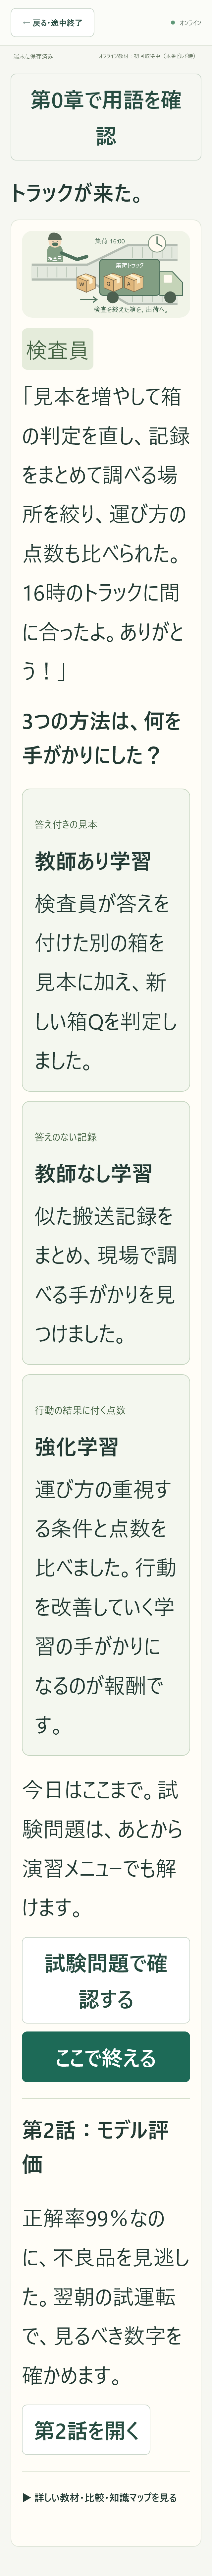 ← 戻る・途中終了
オンライン
端末に保存済み
オフライン教材：初回取得中（本番ビルド時）
第0章で用語を確
認
トラックが来た。
集荷 16:00
検査員
集荷トラック
W
Q
A
検査を終えた箱を、出荷へ。
検査員
「見本を増やして箱
の判定を直し、記録
をまとめて調べる場
所を絞り、運び方の
点数も比べられた。
16時のトラックに間
に合ったよ。ありがと
う！」
3つの方法は、何を
手がかりにした？
答え付きの見本
教師あり学習
検査員が答えを
付けた別の箱を
見本に加え、新
しい箱Qを判定し
ました。
答えのない記録
教師なし学習
似た搬送記録を
まとめ、現場で調
べる手がかりを見
つけました。
行動の結果に付く点数
強化学習
運び方の重視す
る条件と点数を
比べました。行動
を改善していく学
習の手がかりに
なるのが報酬で
す。
今日はここまで。試
験問題は、あとから
演習メニューでも解
けます。
試験問題で確
認する
ここで終える
第2話：モデル評
価
正解率99％なの
に、不良品を見逃し
た。翌朝の試運転
で、見るべき数字を
確かめます。
第2話を開く
▶ 詳しい教材・比較・知識マップを見る